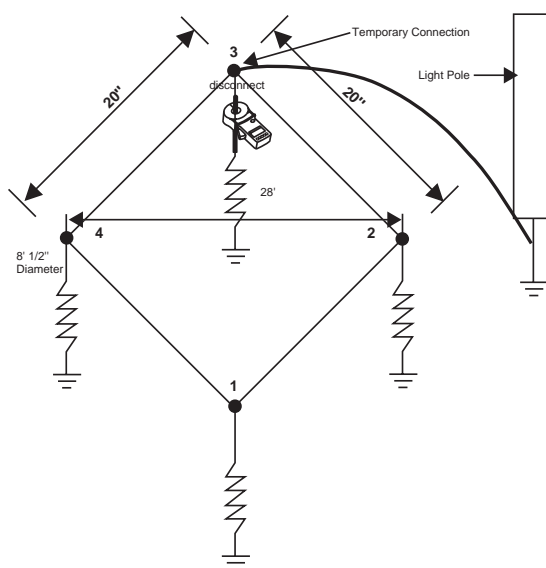 3
Temporary Connection
disconnect
Light Pole
20"
20"
28'
4
2
8' 1/2"
Diameter
1